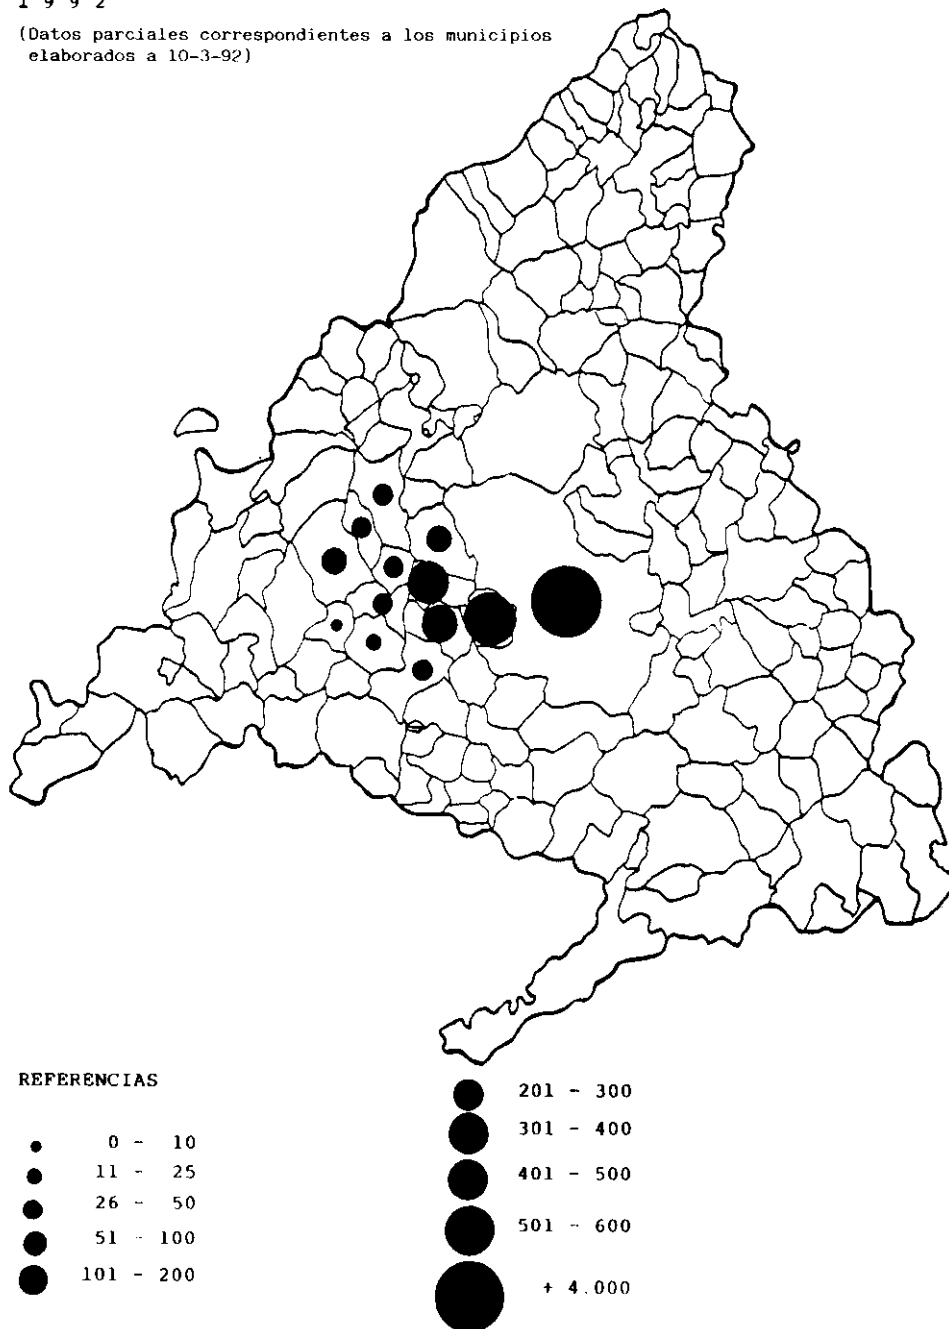 1 9 9 2
(Datos parciales correspondientes a los municipios
elaborados a 10-3-92)
REFERENCIAS
0 - 10
11 - 25
26 - 50
51 - 100
101 - 200
201 - 300
301 - 400
401 - 500
501 - 600
+ 4.000